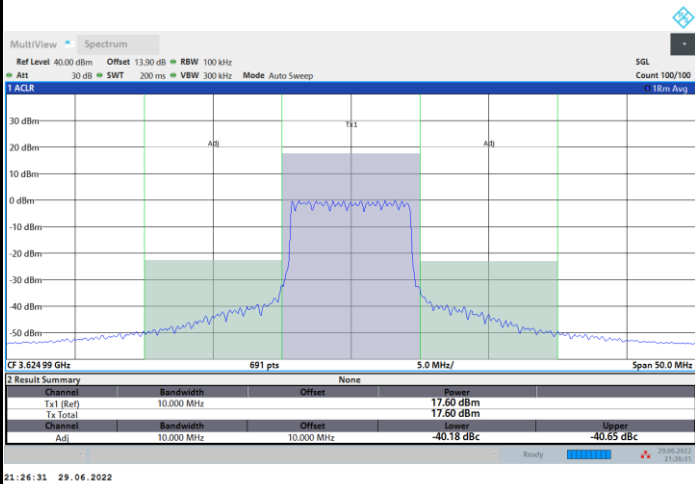 MultiView Spectrum
Ref Level 40.00 dBm Offset 13.90 dB RBW 100 kHz SGL
Att 30 dB SWT 200 ms VBW 300 kHz Mode Auto Sweep Count 100/100
1 ACLR 1Rm Avg
30 dBm
Tx1
20 dBm Adj Adj
10 dBm
0 dBm
-10 dBm
-20 dBm
-30 dBm
-40 dBm
-50 dBm
CF 3.624 99 GHz 691 pts 5.0 MHz/ Span 50.0 MHz
2 Result Summary None
Channel Bandwidth Offset Power
Tx1 (Ref) 10.000 MHz 17.60 dBm
Tx Total 17.60 dBm
Channel Bandwidth Offset Lower Upper
Adj 10.000 MHz 10.000 MHz -40.18 dBc -40.65 dBc
Ready 29.06.2022
21:26:31
21:26:31 29.06.2022